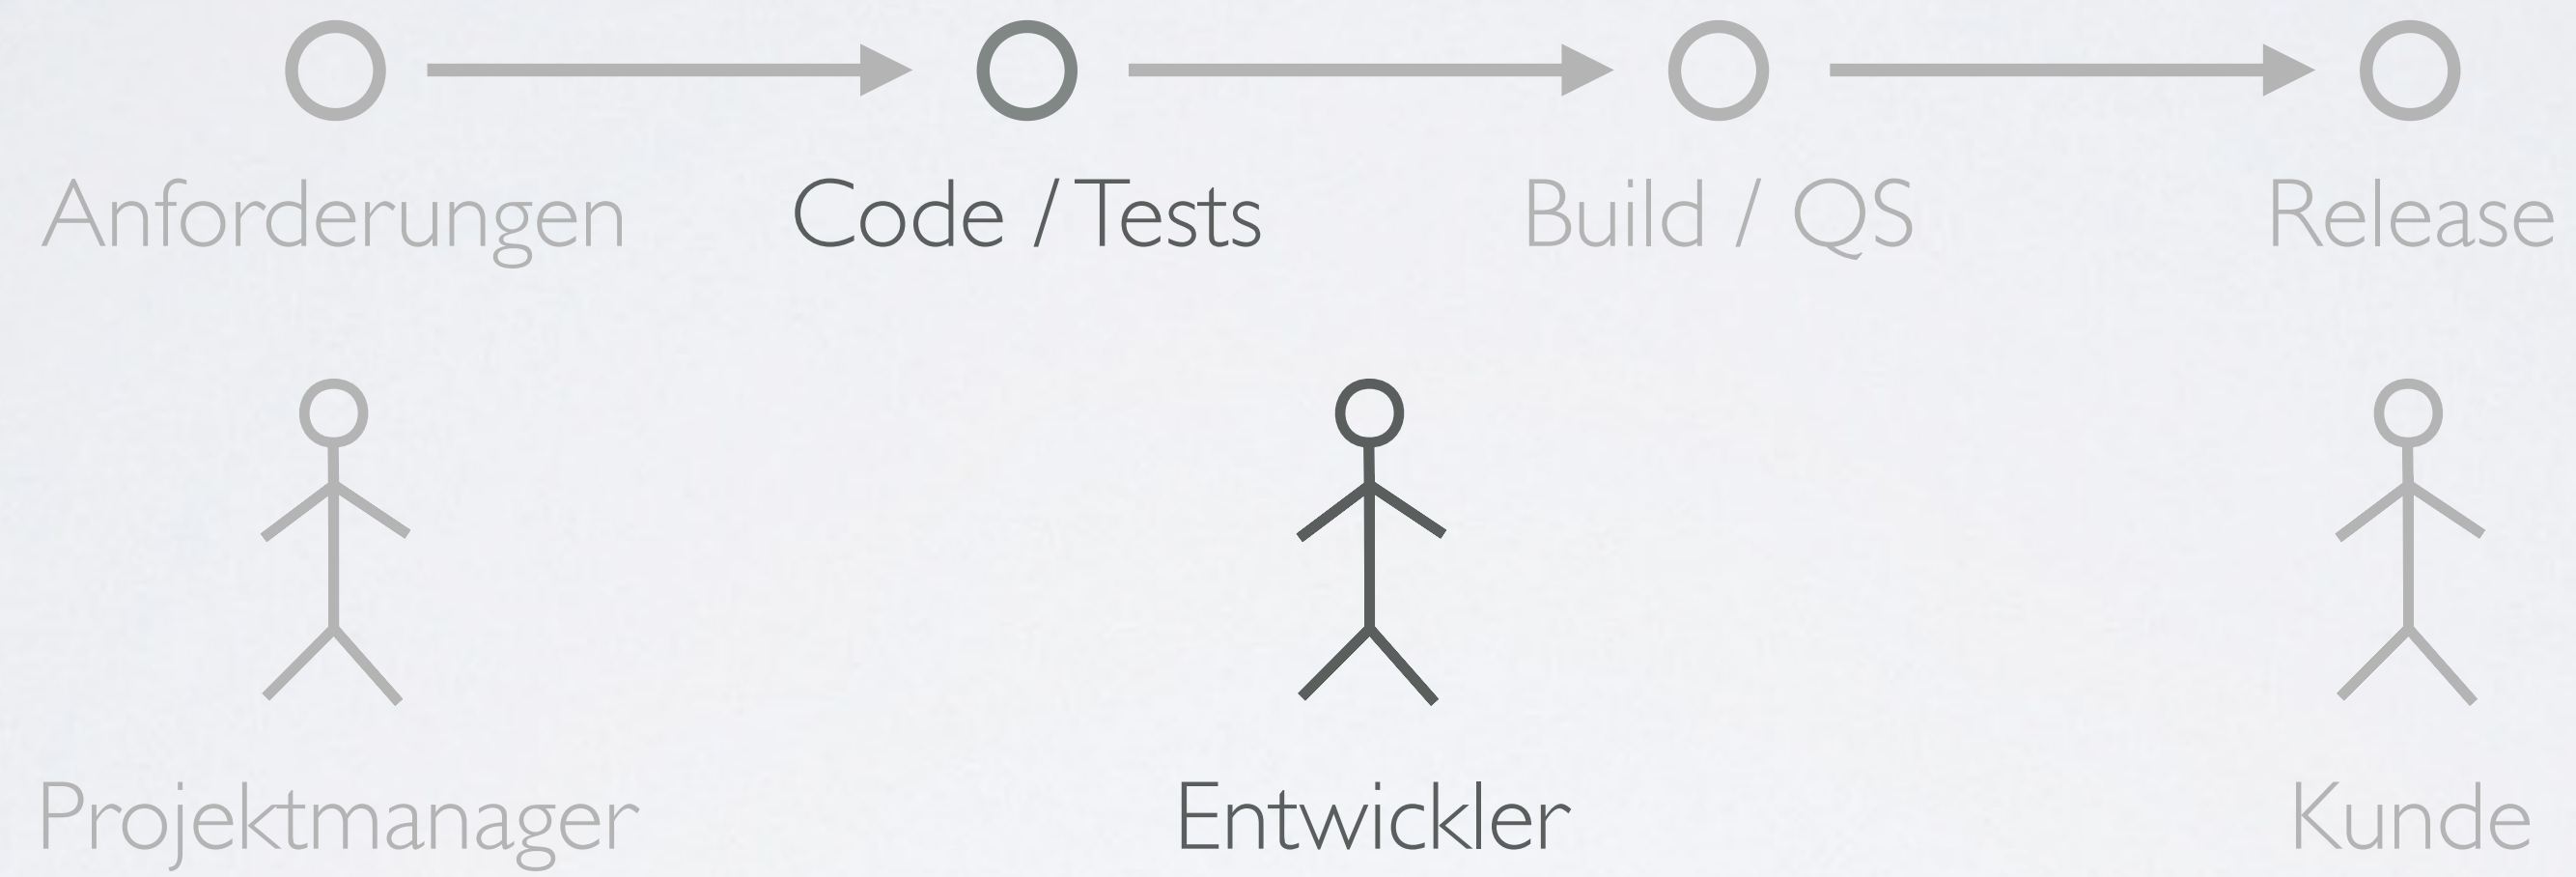 Anforderungen
Code / Tests
Build / QS
Release
Projektmanager
Entwickler
Kunde